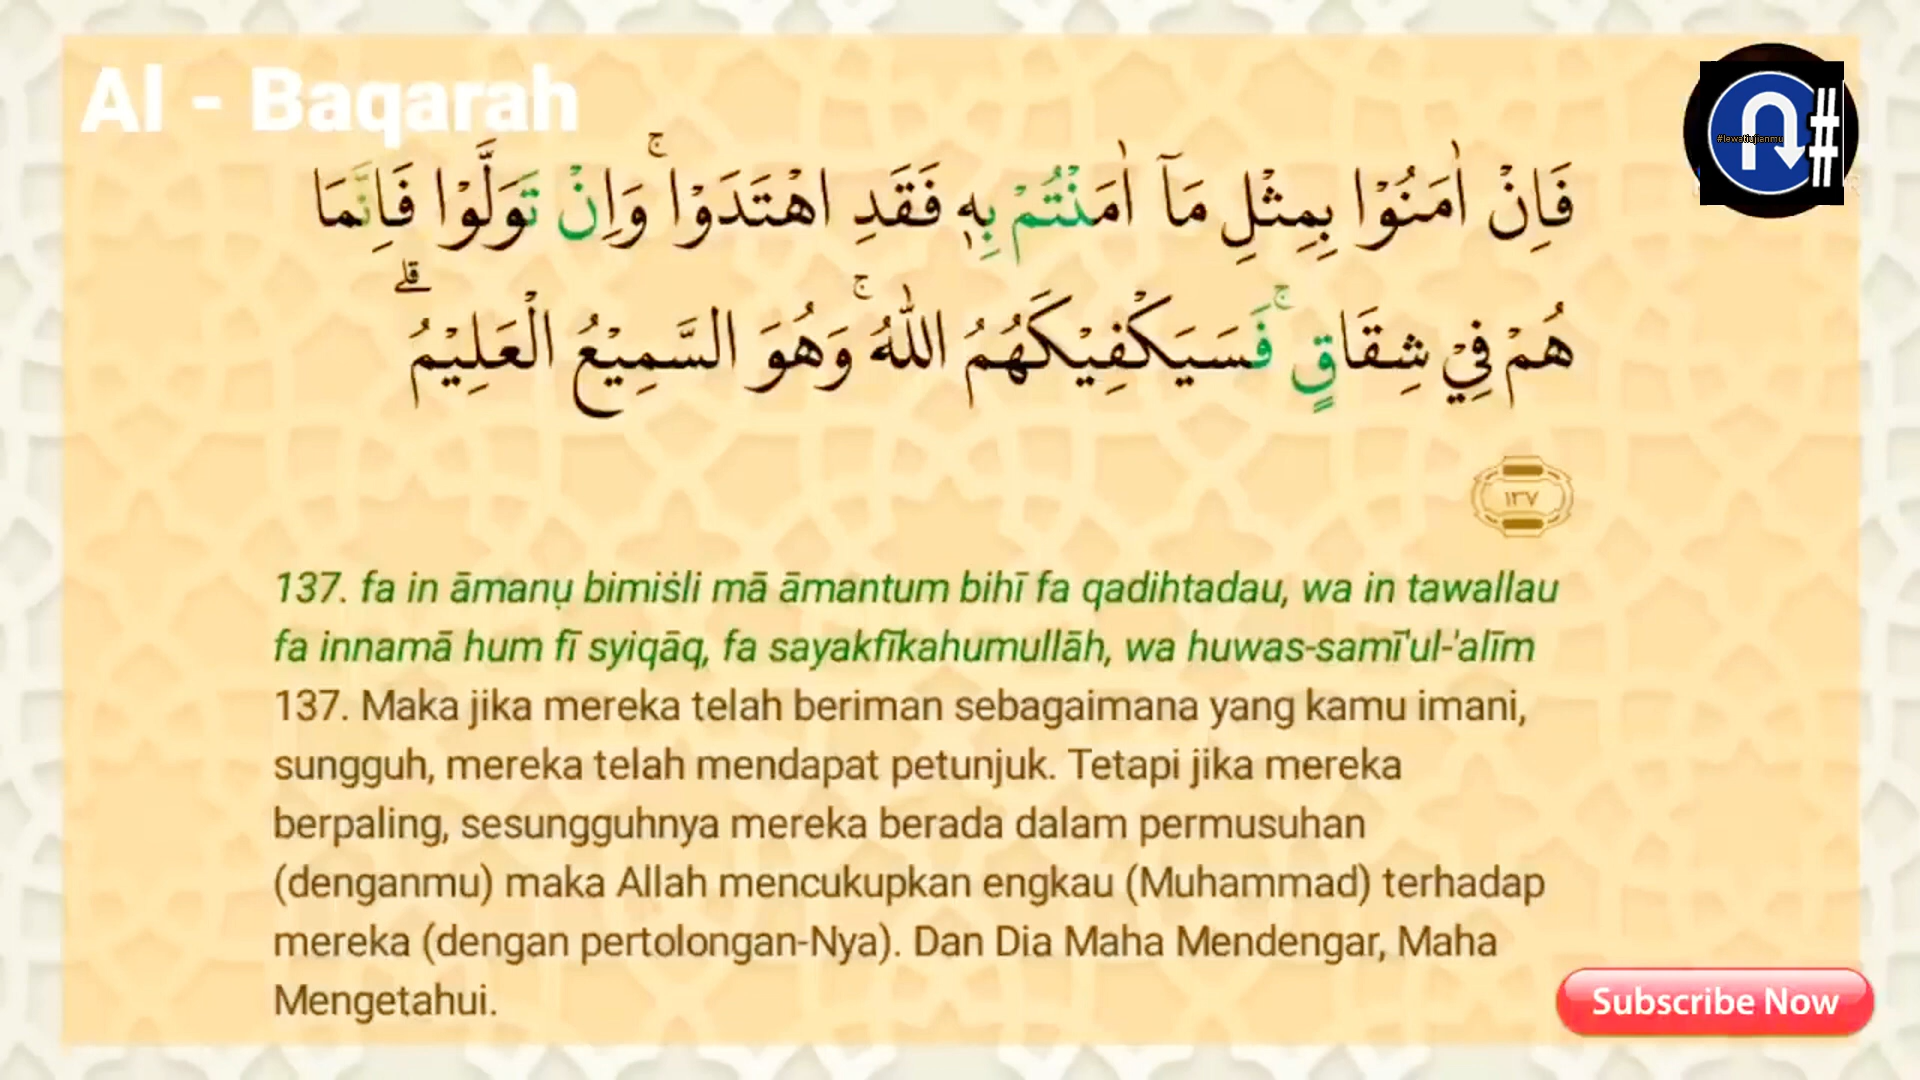 Al - Baqarah
#
#lewatiujianmu
فَاِنْ اٰمَنُوْا بِمِثْلِ مَآ اٰمَنْتُمْ بِهٖ فَقَدِ اهْتَدَوْا ۚ وَاِنْ تَوَلَّوْا فَاِنَّمَا
هُمْ فِيْ شِقَاقٍ ۚ فَسَيَكْفِيْكَهُمُ اللّٰهُ ۚ وَهُوَ السَّمِيْعُ الْعَلِيْمُ ۗ
١٣٧
137. fa in āmanụ bimiṡli mā āmantum bihī fa qadihtadau, wa in tawallau
fa innamā hum fī syiqāq, fa sayakfīkahumullāh, wa huwas-samī'ul-'alīm
137. Maka jika mereka telah beriman sebagaimana yang kamu imani,
sungguh, mereka telah mendapat petunjuk. Tetapi jika mereka
berpaling, sesungguhnya mereka berada dalam permusuhan
(denganmu) maka Allah mencukupkan engkau (Muhammad) terhadap
mereka (dengan pertolongan-Nya). Dan Dia Maha Mendengar, Maha
Mengetahui.
Subscribe Now